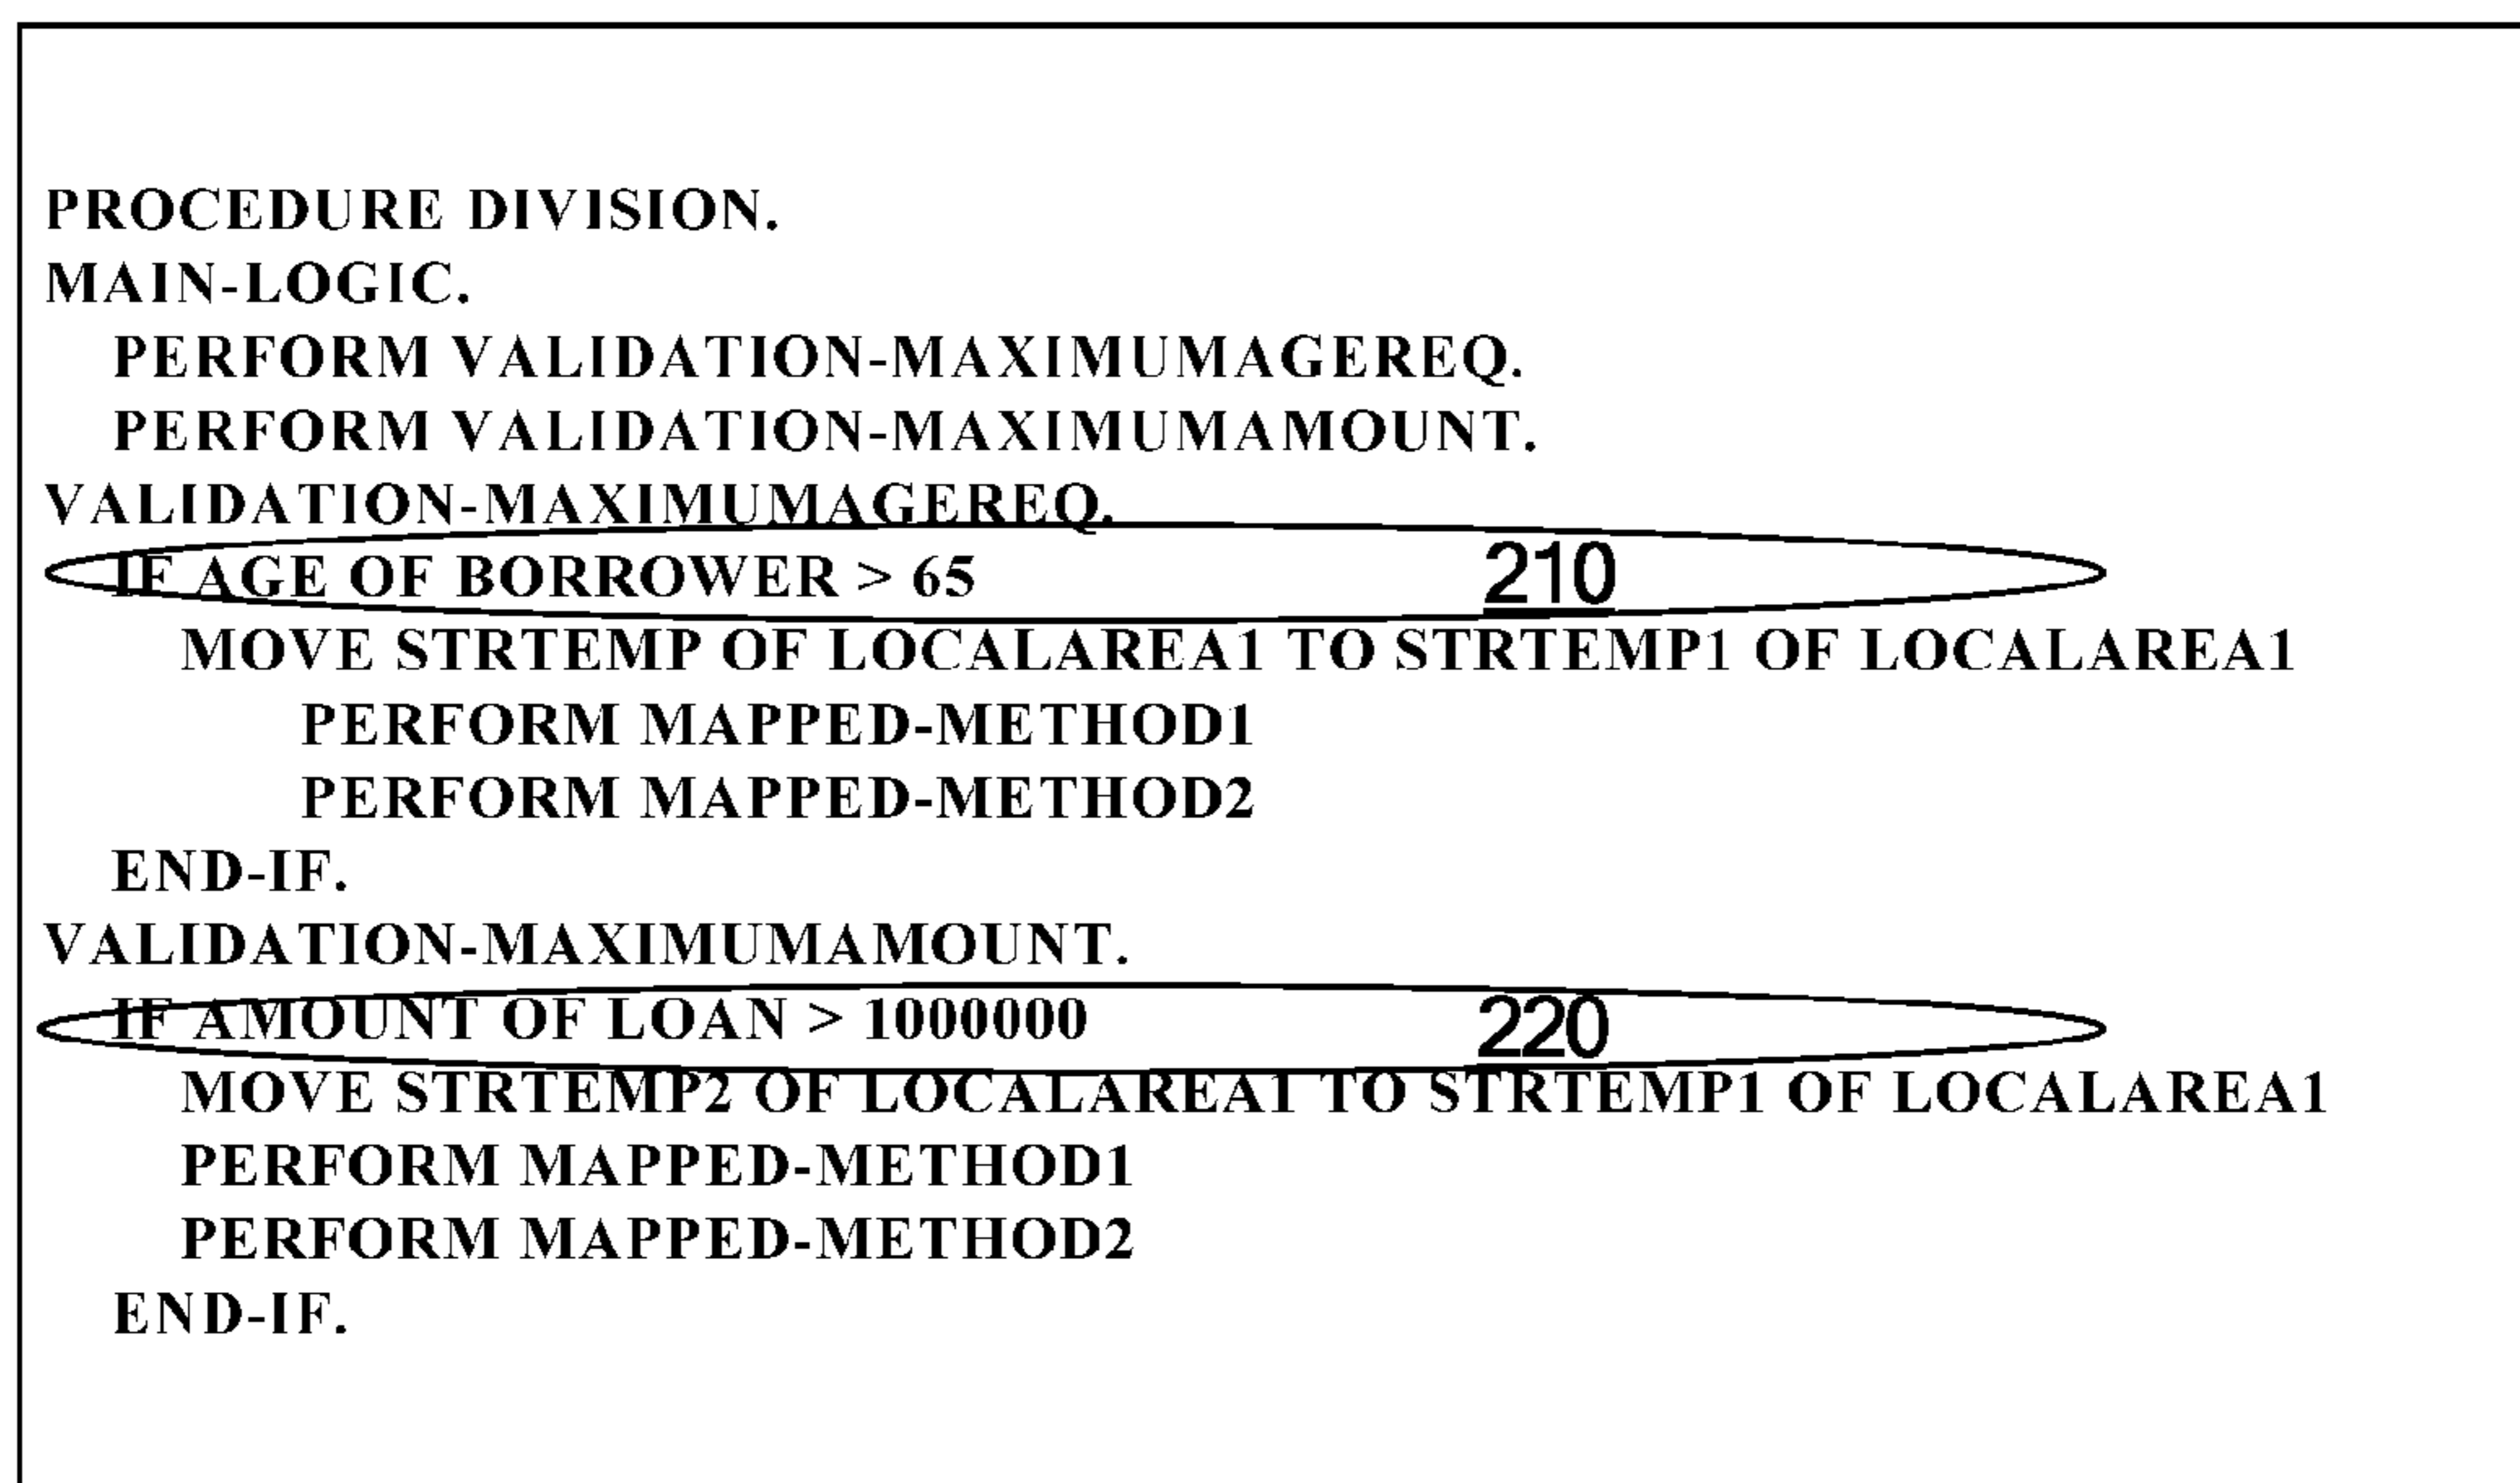 PROCEDURE DIVISION.
MAIN-LOGIC.
PERFORM VALIDATION-MAXIMUMAGEREQ.
PERFORM VALIDATION-MAXIMUMAMOUNT.
VALIDATION-MAXIMUMAGEREQ.
IF AGE OF BORROWER > 65 210
MOVE STRTEMP OF LOCALAREA1 TO STRTEMP1 OF LOCALAREA1
PERFORM MAPPED-METHOD1
PERFORM MAPPED-METHOD2
END-IF.
VALIDATION-MAXIMUMAMOUNT.
IF AMOUNT OF LOAN > 1000000 220
MOVE STRTEMP2 OF LOCALAREA1 TO STRTEMP1 OF LOCALAREA1
PERFORM MAPPED-METHOD1
PERFORM MAPPED-METHOD2
END-IF.